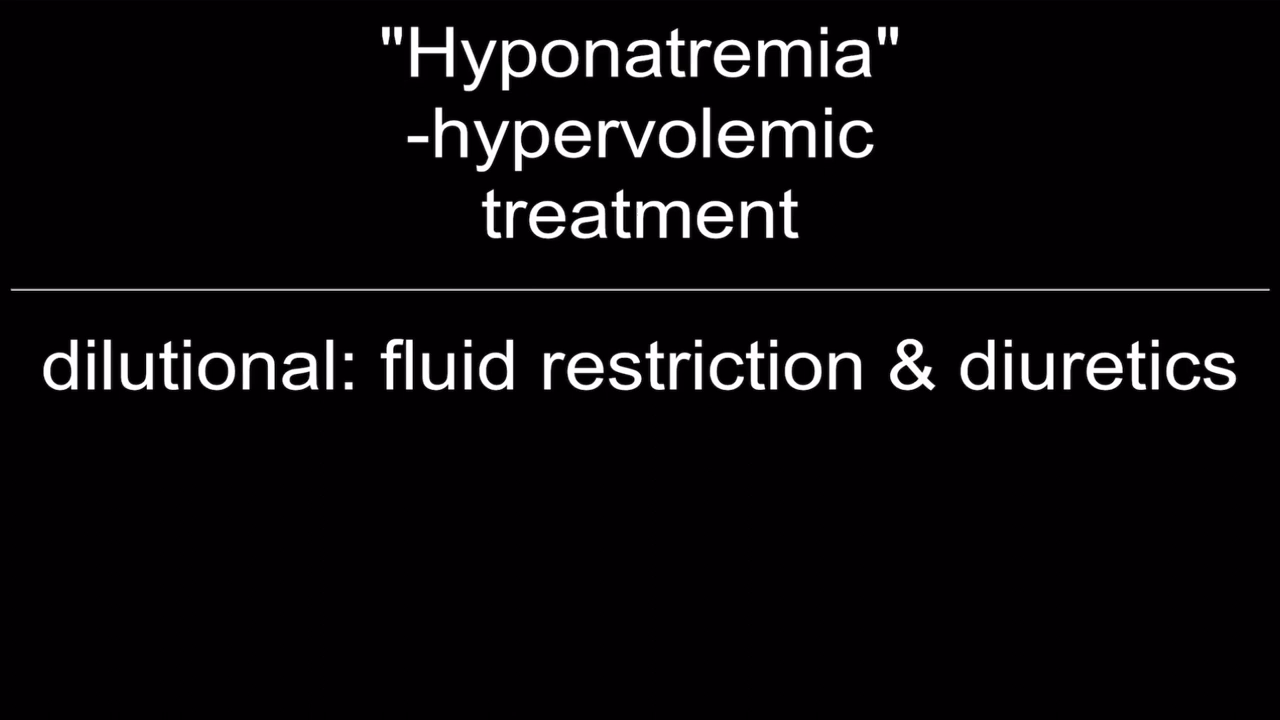 "Hyponatremia"
-hypervolemic
treatment
dilutional: fluid restriction & diuretics